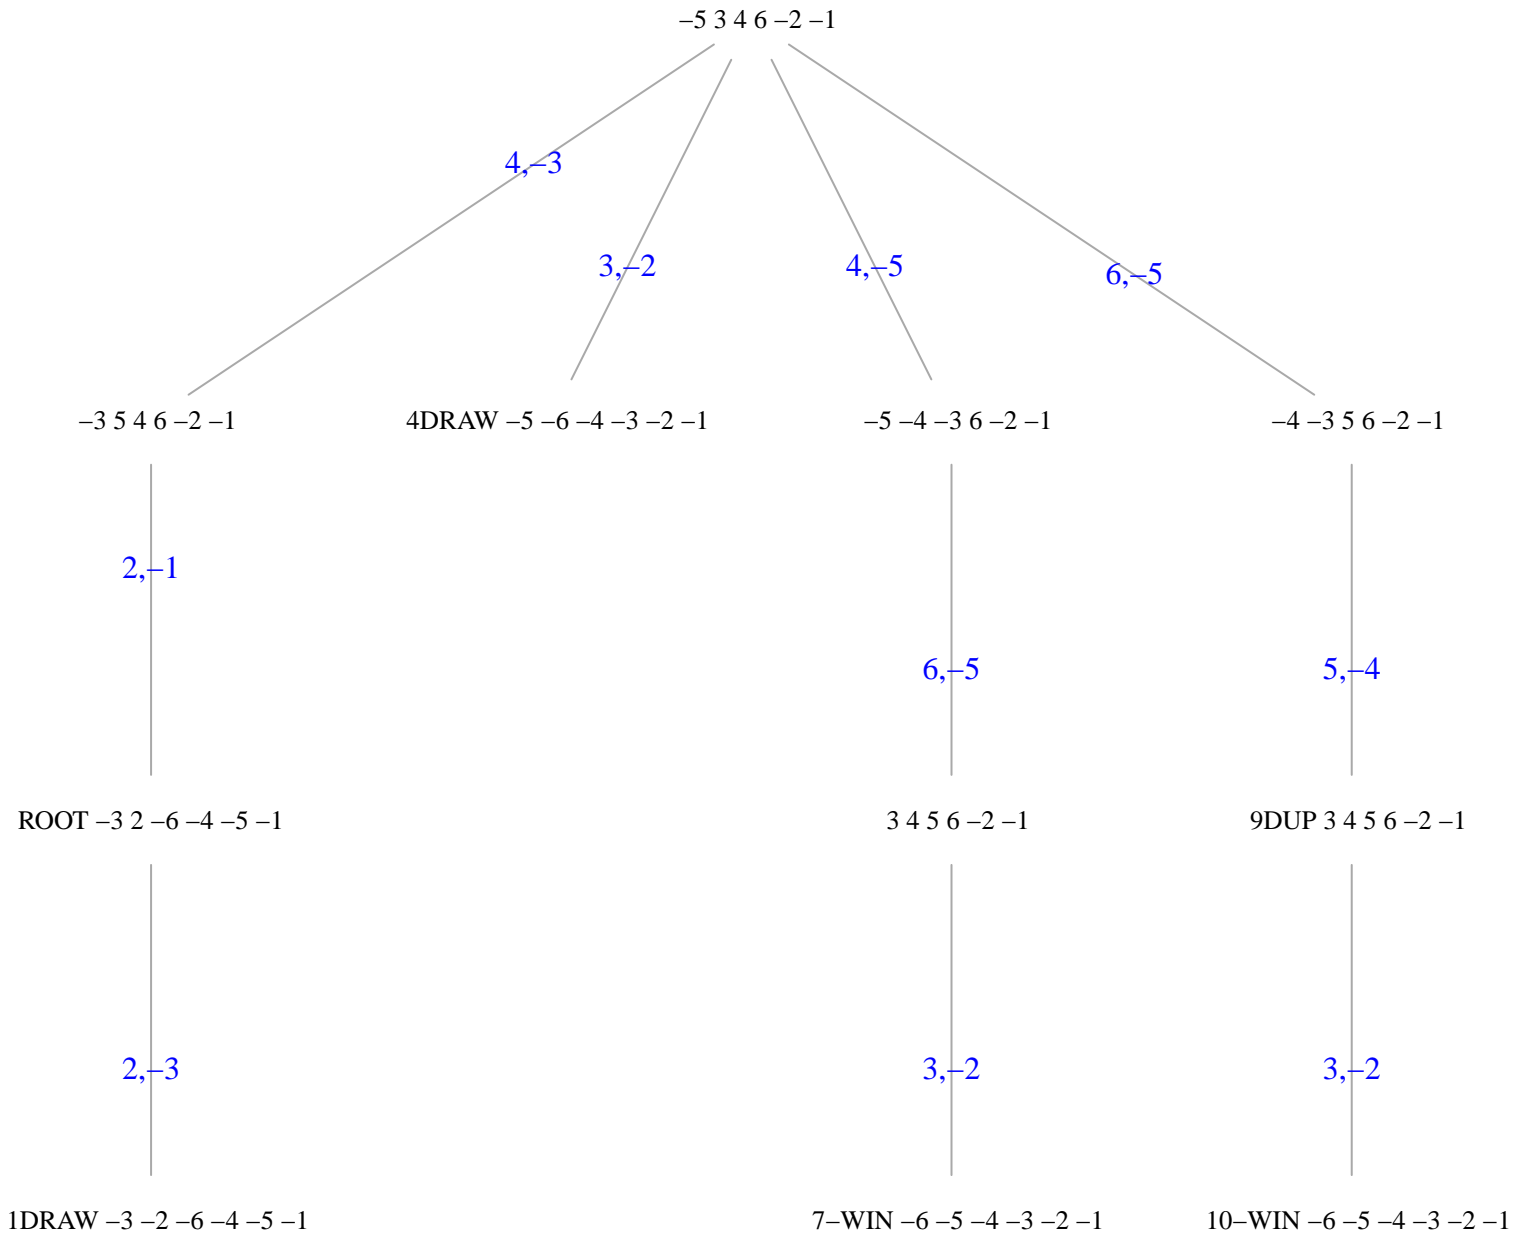 –5 3 4 6 –2 –1
4,–3
3,–2
4,–5
6,–5
–3 5 4 6 –2 –1
4DRAW –5 –6 –4 –3 –2 –1
–5 –4 –3 6 –2 –1
–4 –3 5 6 –2 –1
2,–1
6,–5
5,–4
ROOT –3 2 –6 –4 –5 –1
3 4 5 6 –2 –1
9DUP 3 4 5 6 –2 –1
2,–3
3,–2
3,–2
1DRAW –3 –2 –6 –4 –5 –1
7–WIN –6 –5 –4 –3 –2 –1
10–WIN –6 –5 –4 –3 –2 –1